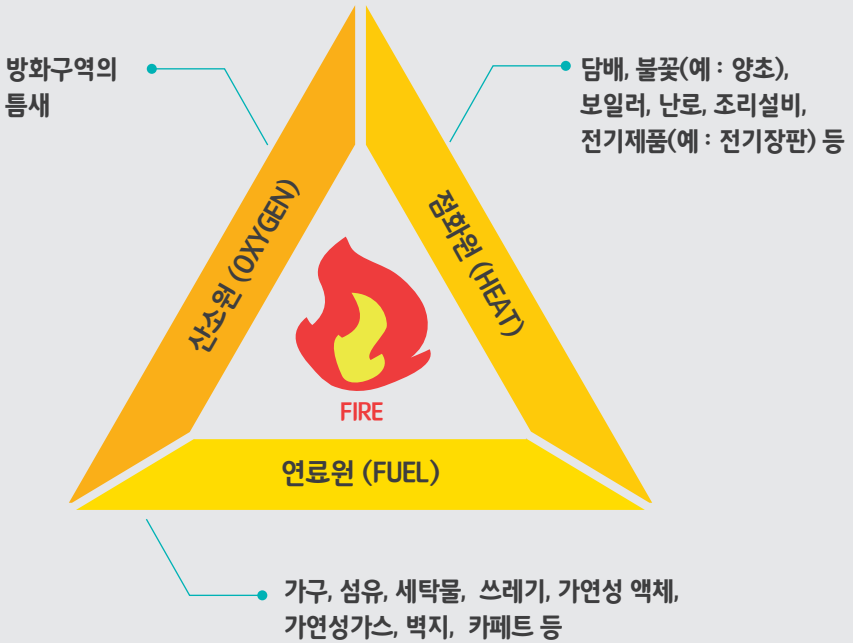 방화구역의
틈새
담배, 불꽃(예 : 양초),
보일러, 난로, 조리설비,
전기제품(예 : 전기장판) 등
산소원 (OXYGEN)
점화원 (HEAT)
FIRE
연료원 (FUEL)
가구, 섬유, 세탁물, 쓰레기, 가연성 액체,
가연성가스, 벽지, 카페트 등